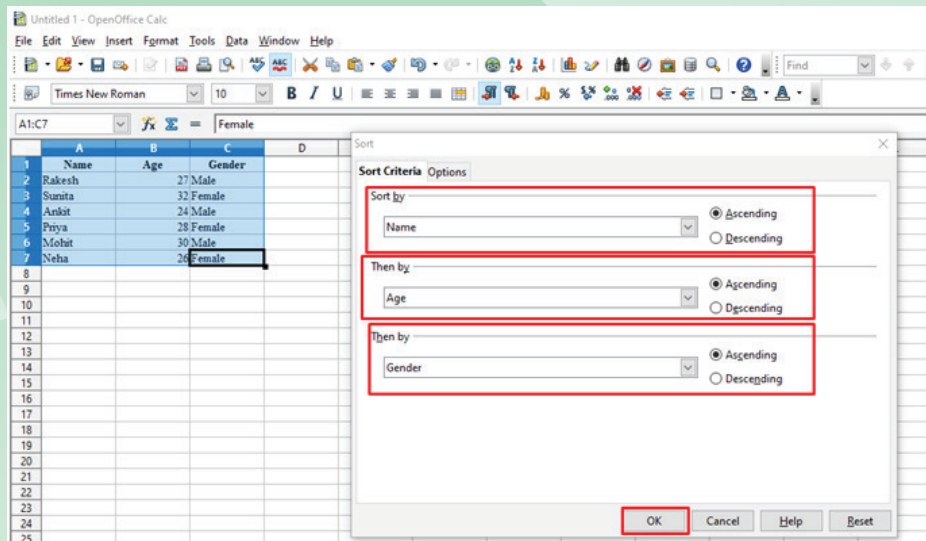 Untitled 1 - OpenOffice Calc
File Edit View Insert Format Tools Data Window Help
Find
Times New Roman 10 B I U
A1:C7 Female
A B C D
1 Name Age Gender
2 Rakesh 27 Male
3 Sunita 32 Female
4 Ankit 24 Male
5 Priya 28 Female
6 Mohit 30 Male
7 Neha 26 Female
8
9
10
11
12
13
14
15
16
17
18
19
20
21
22
23
24
25
Sort
Sort Criteria Options
Sort by
Name
Ascending
Descending
Then by
Age
Ascending
Descending
Then by
Gender
Ascending
Descending
OK Cancel Help Reset